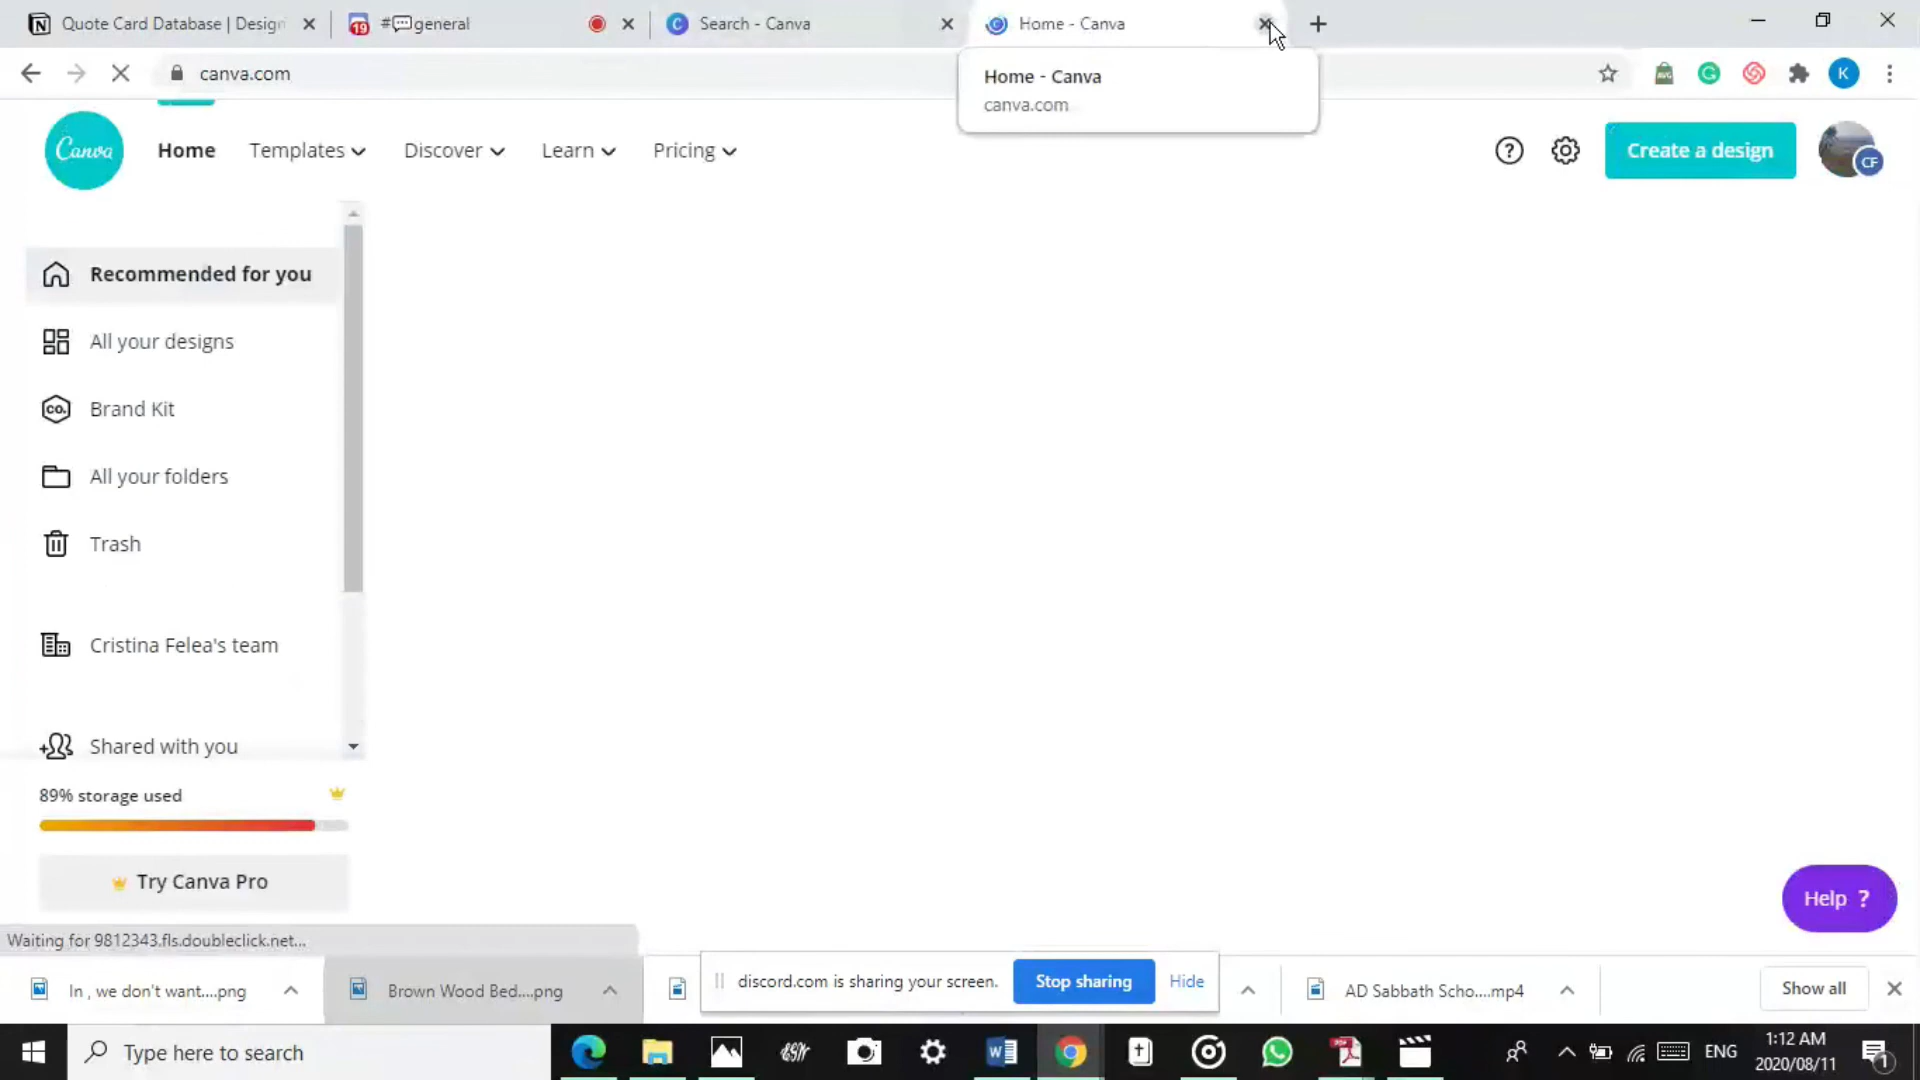 Quote Card Database | Design
19
#💬general
Search - Canva
Home - Canva
canva.com
Home - Canva
canva.com
K
Canva
Home
Templates
Discover
Learn
Pricing
Create a design
CF
Recommended for you
All your designs
Brand Kit
All your folders
Trash
Cristina Felea's team
Shared with you
89% storage used
Try Canva Pro
Help ?
Waiting for 9812343.fls.doubleclick.net...
In , we don't want....png
Brown Wood Bed....png
discord.com is sharing your screen.
Stop sharing
Hide
AD Sabbath Scho....mp4
Show all
Type here to search
ENG
1:12 AM
2020/08/11
1